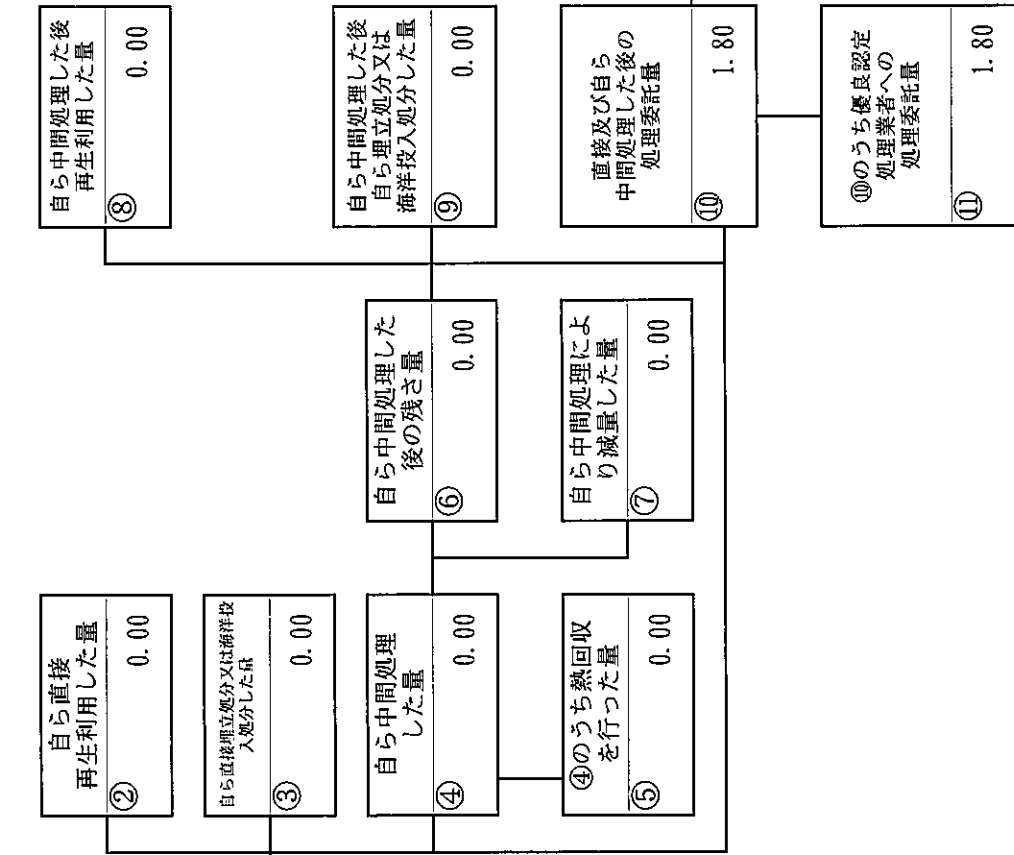 自ら直接
再生利用した量
②
0.00
自ら直接埋立処分又は海洋投
入処分した量
③
0.00
自ら中間処理
した量
④
0.00
④のうち熱回収
を行った量
⑤
0.00
自ら中間処理した
後の残さ量
⑥
0.00
自ら中間処理によ
り減量した量
⑦
0.00
自ら中間処理した後
再生利用した量
⑧
0.00
自ら中間処理した後
自ら埋立処分又は
海洋投入処分した量
⑨
0.00
直接及び自ら
中間処理した後の
処理委託量
⑩
1.80
⑩のうち優良認定
処理業者への
処理委託量
⑪
1.80